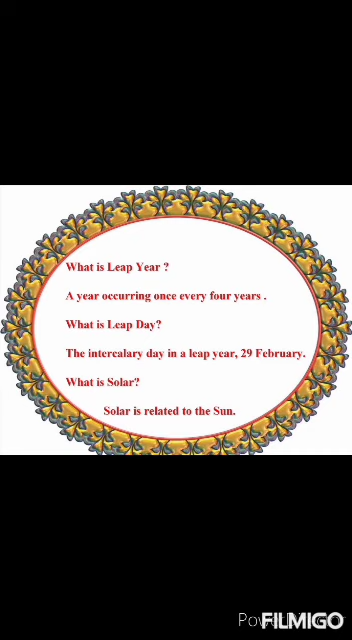 What is Leap Year ?
A year occurring once every four years .
What is Leap Day?
The intercalary day in a leap year, 29 February.
What is Solar?
Solar is related to the Sun.
FILMIGO